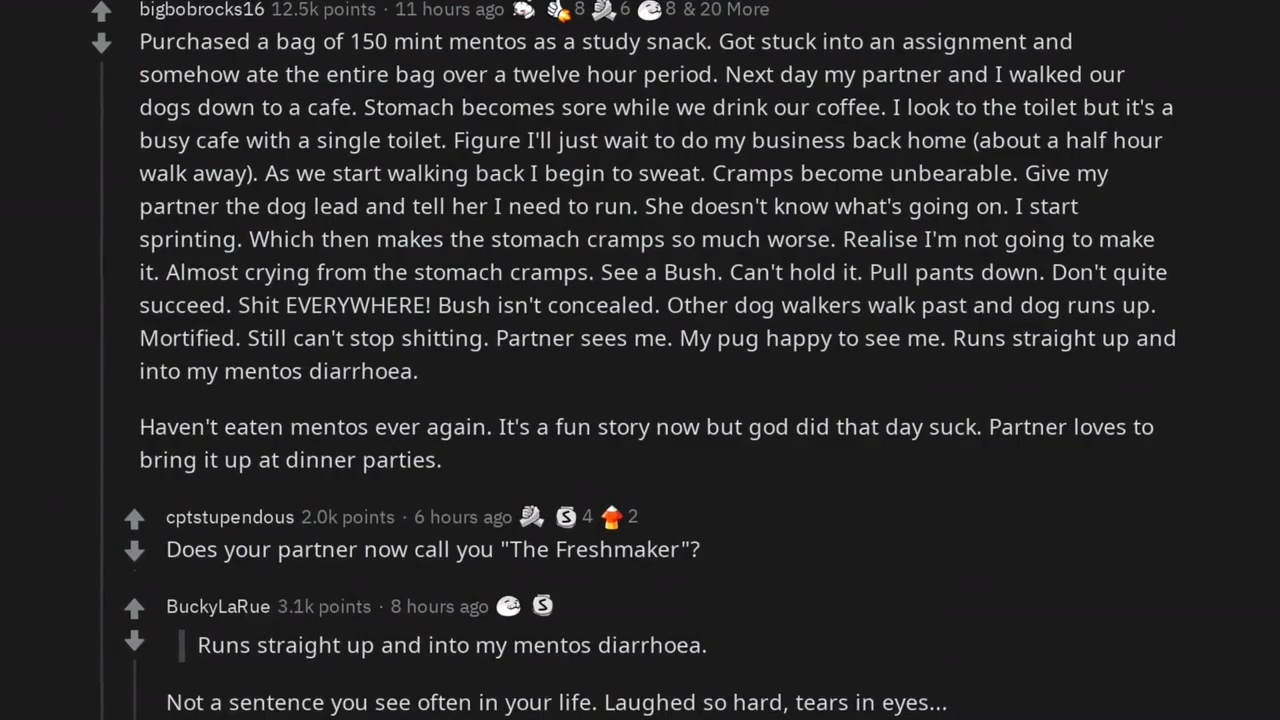 bigbobrocks16 12.5k points · 11 hours ago 8 6 8 & 20 More
Purchased a bag of 150 mint mentos as a study snack. Got stuck into an assignment and
somehow ate the entire bag over a twelve hour period. Next day my partner and I walked our
dogs down to a cafe. Stomach becomes sore while we drink our coffee. I look to the toilet but it's a
busy cafe with a single toilet. Figure I'll just wait to do my business back home (about a half hour
walk away). As we start walking back I begin to sweat. Cramps become unbearable. Give my
partner the dog lead and tell her I need to run. She doesn't know what's going on. I start
sprinting. Which then makes the stomach cramps so much worse. Realise I'm not going to make
it. Almost crying from the stomach cramps. See a Bush. Can't hold it. Pull pants down. Don't quite
succeed. Shit EVERYWHERE! Bush isn't concealed. Other dog walkers walk past and dog runs up.
Mortified. Still can't stop shitting. Partner sees me. My pug happy to see me. Runs straight up and
into my mentos diarrhoea.
Haven't eaten mentos ever again. It's a fun story now but god did that day suck. Partner loves to
bring it up at dinner parties.
cptstupendous 2.0k points · 6 hours ago S 4 2
Does your partner now call you "The Freshmaker"?
BuckyLaRue 3.1k points · 8 hours ago S
Runs straight up and into my mentos diarrhoea.
Not a sentence you see often in your life. Laughed so hard, tears in eyes...